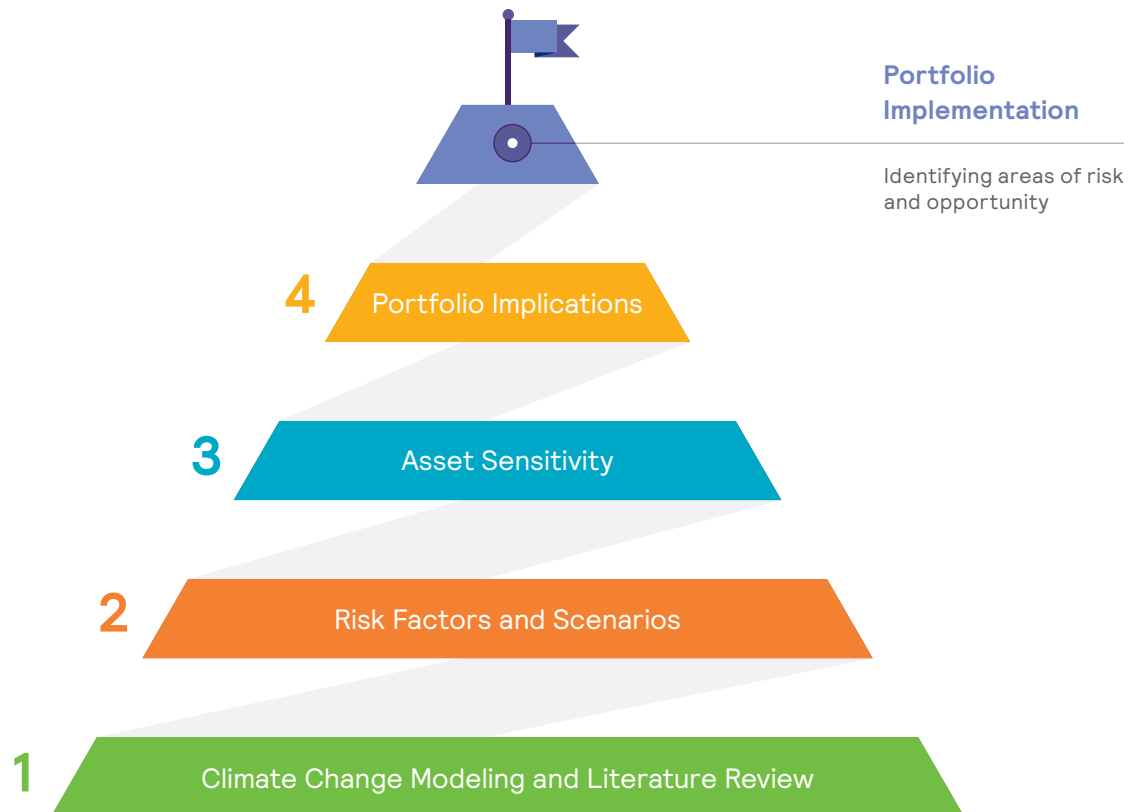 Portfolio
Implementation
Identifying areas of risk
and opportunity
4
Portfolio Implications
3
Asset Sensitivity
2
Risk Factors and Scenarios
1
Climate Change Modeling and Literature Review